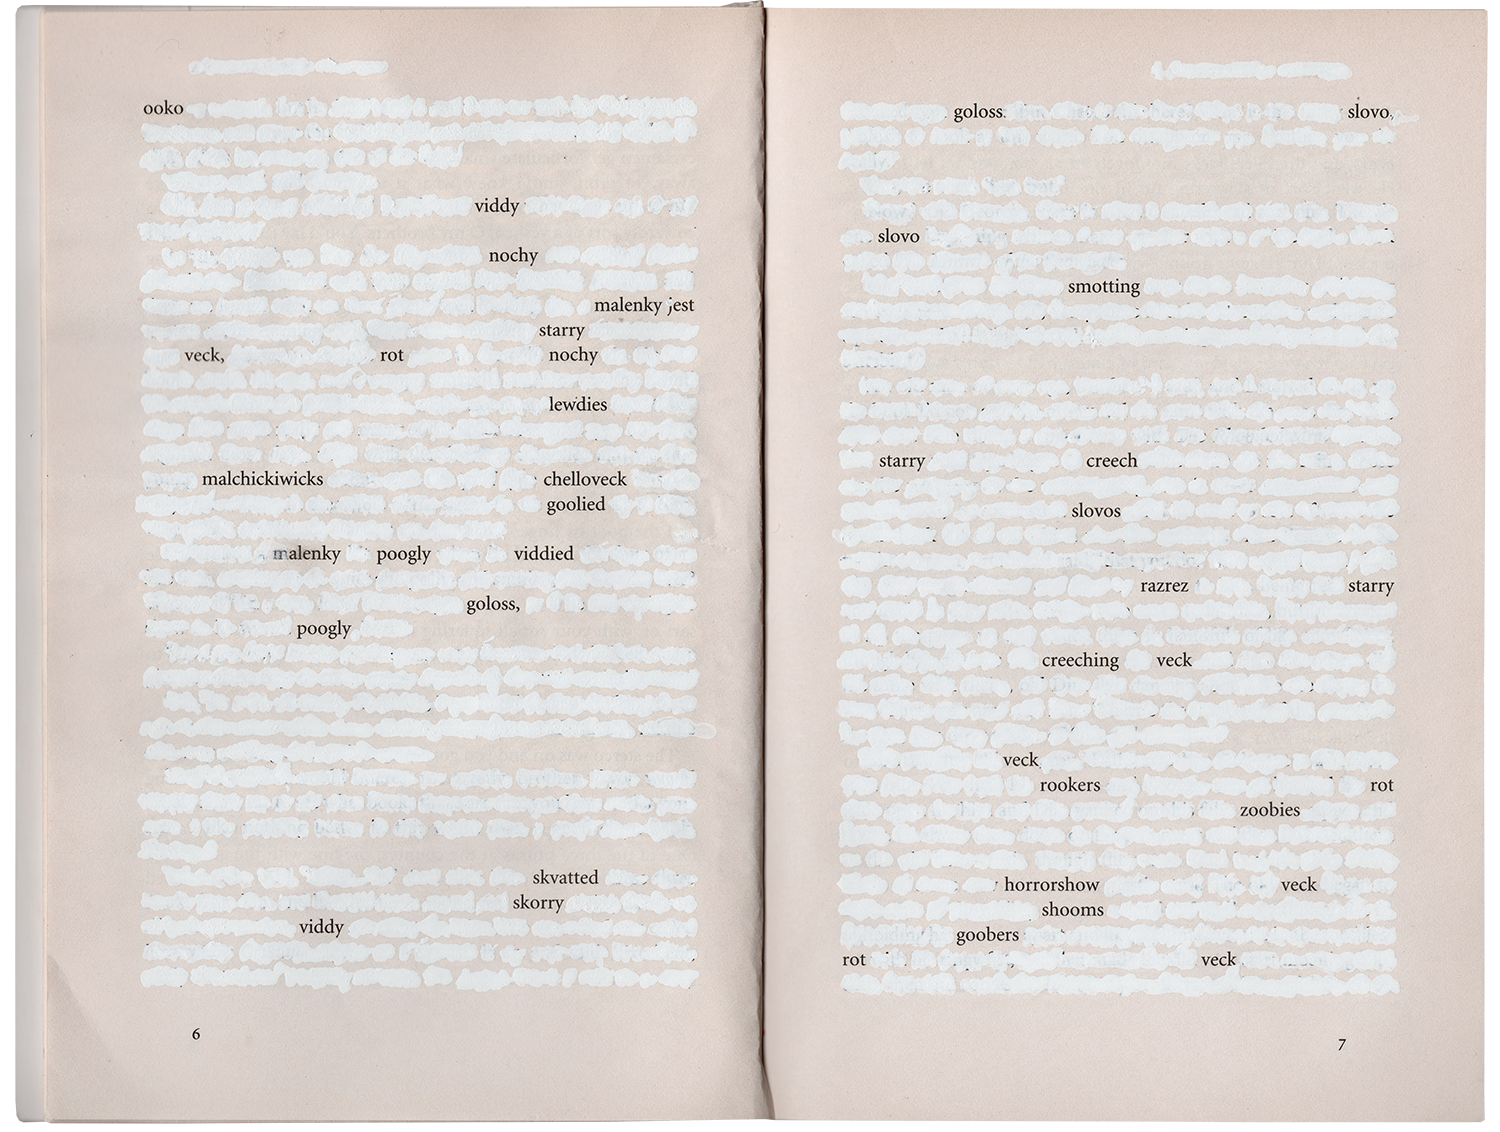 ooko
viddy
nochy
malenky jest
starry
veck, rot nochy
lewdies
malchickiwicks chelloveck
goolied
malenky poogly viddied
goloss,
poogly
skvatted
skorry
viddy
6
goloss slovo,
slovo
smotting
starry creech
slovos
razrez starry
creeching veck
veck
rookers rot
zoobies
horrorshow veck
shooms
goobers
rot veck
7